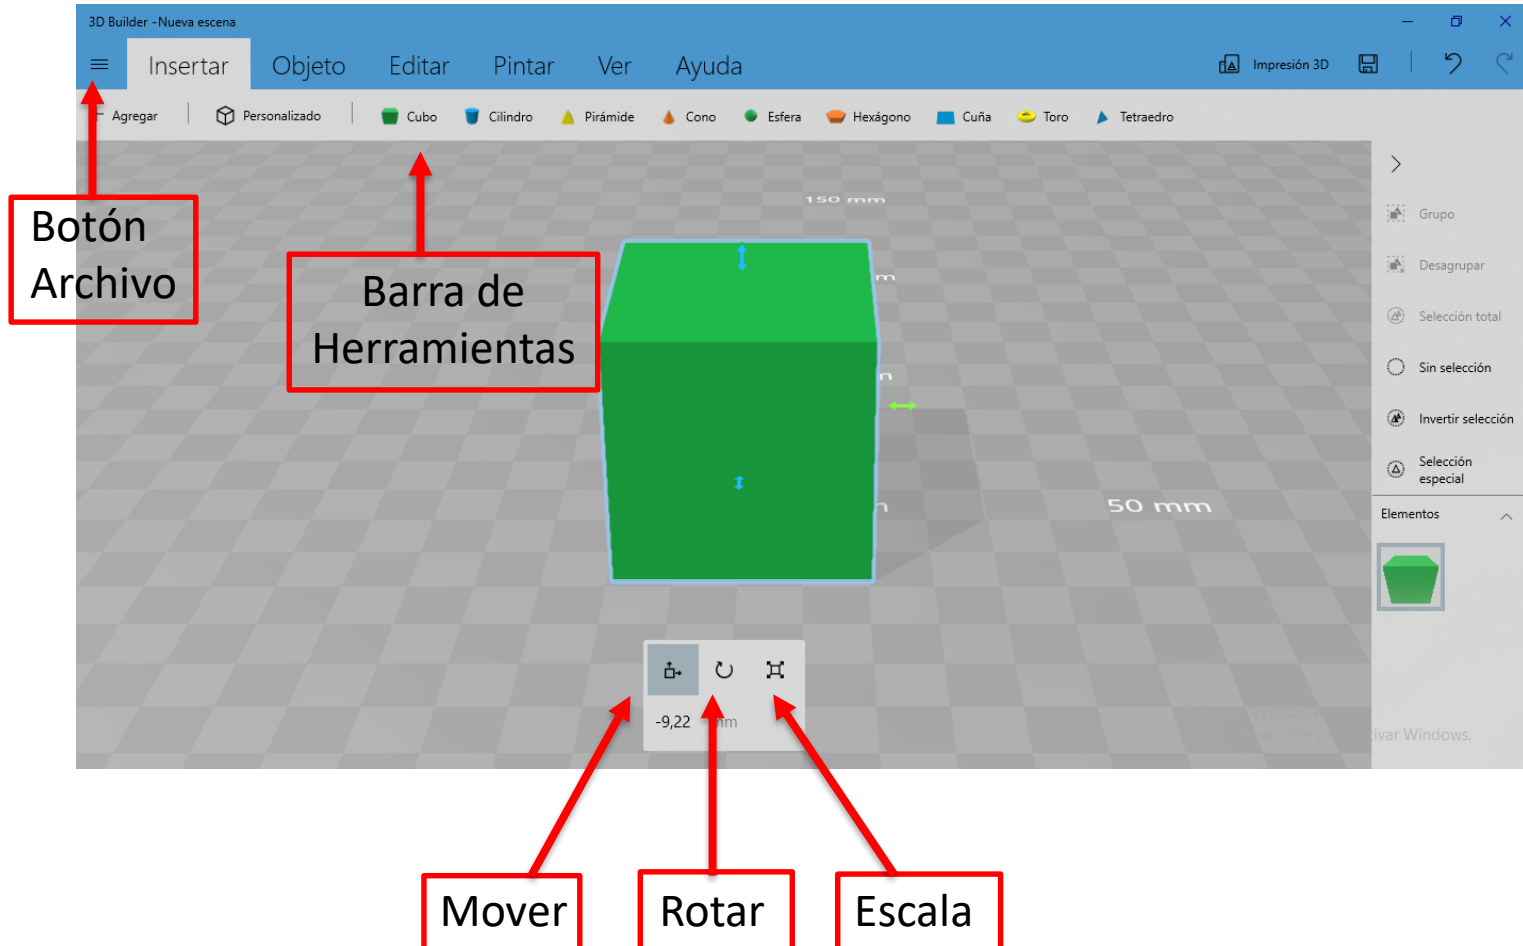 3D Builder - Nueva escena
Insertar Objeto Editar Pintar Ver Ayuda Impresión 3D
Agregar Personalizado Cubo Cilindro Pirámide Cono Esfera Hexágono Cuña Toro Tetraedro
150 mm
Botón
Archivo
Barra de
Herramientas
50 mm
Grupo
Desagrupar
Selección total
Sin selección
Invertir selección
Selección
especial
Elementos
-9,22 mm
Windows.
Mover Rotar Escala